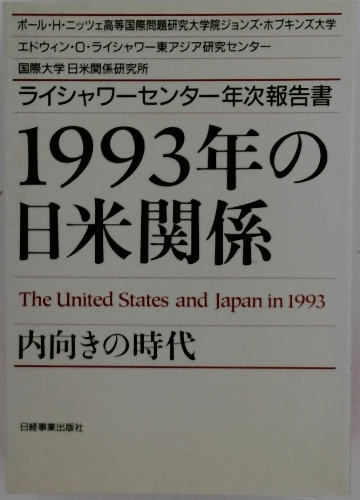 ポール・H・ニッツェ高等国際問題研究大学院ジョンズ・ホプキンズ大学
エドウィン・O・ライシャワー東アジア研究センター
国際大学 日米関係研究所
ライシャワーセンター年次報告書
1993年の
日米関係
The United States and Japan in 1993
内向きの時代
日経事業出版社